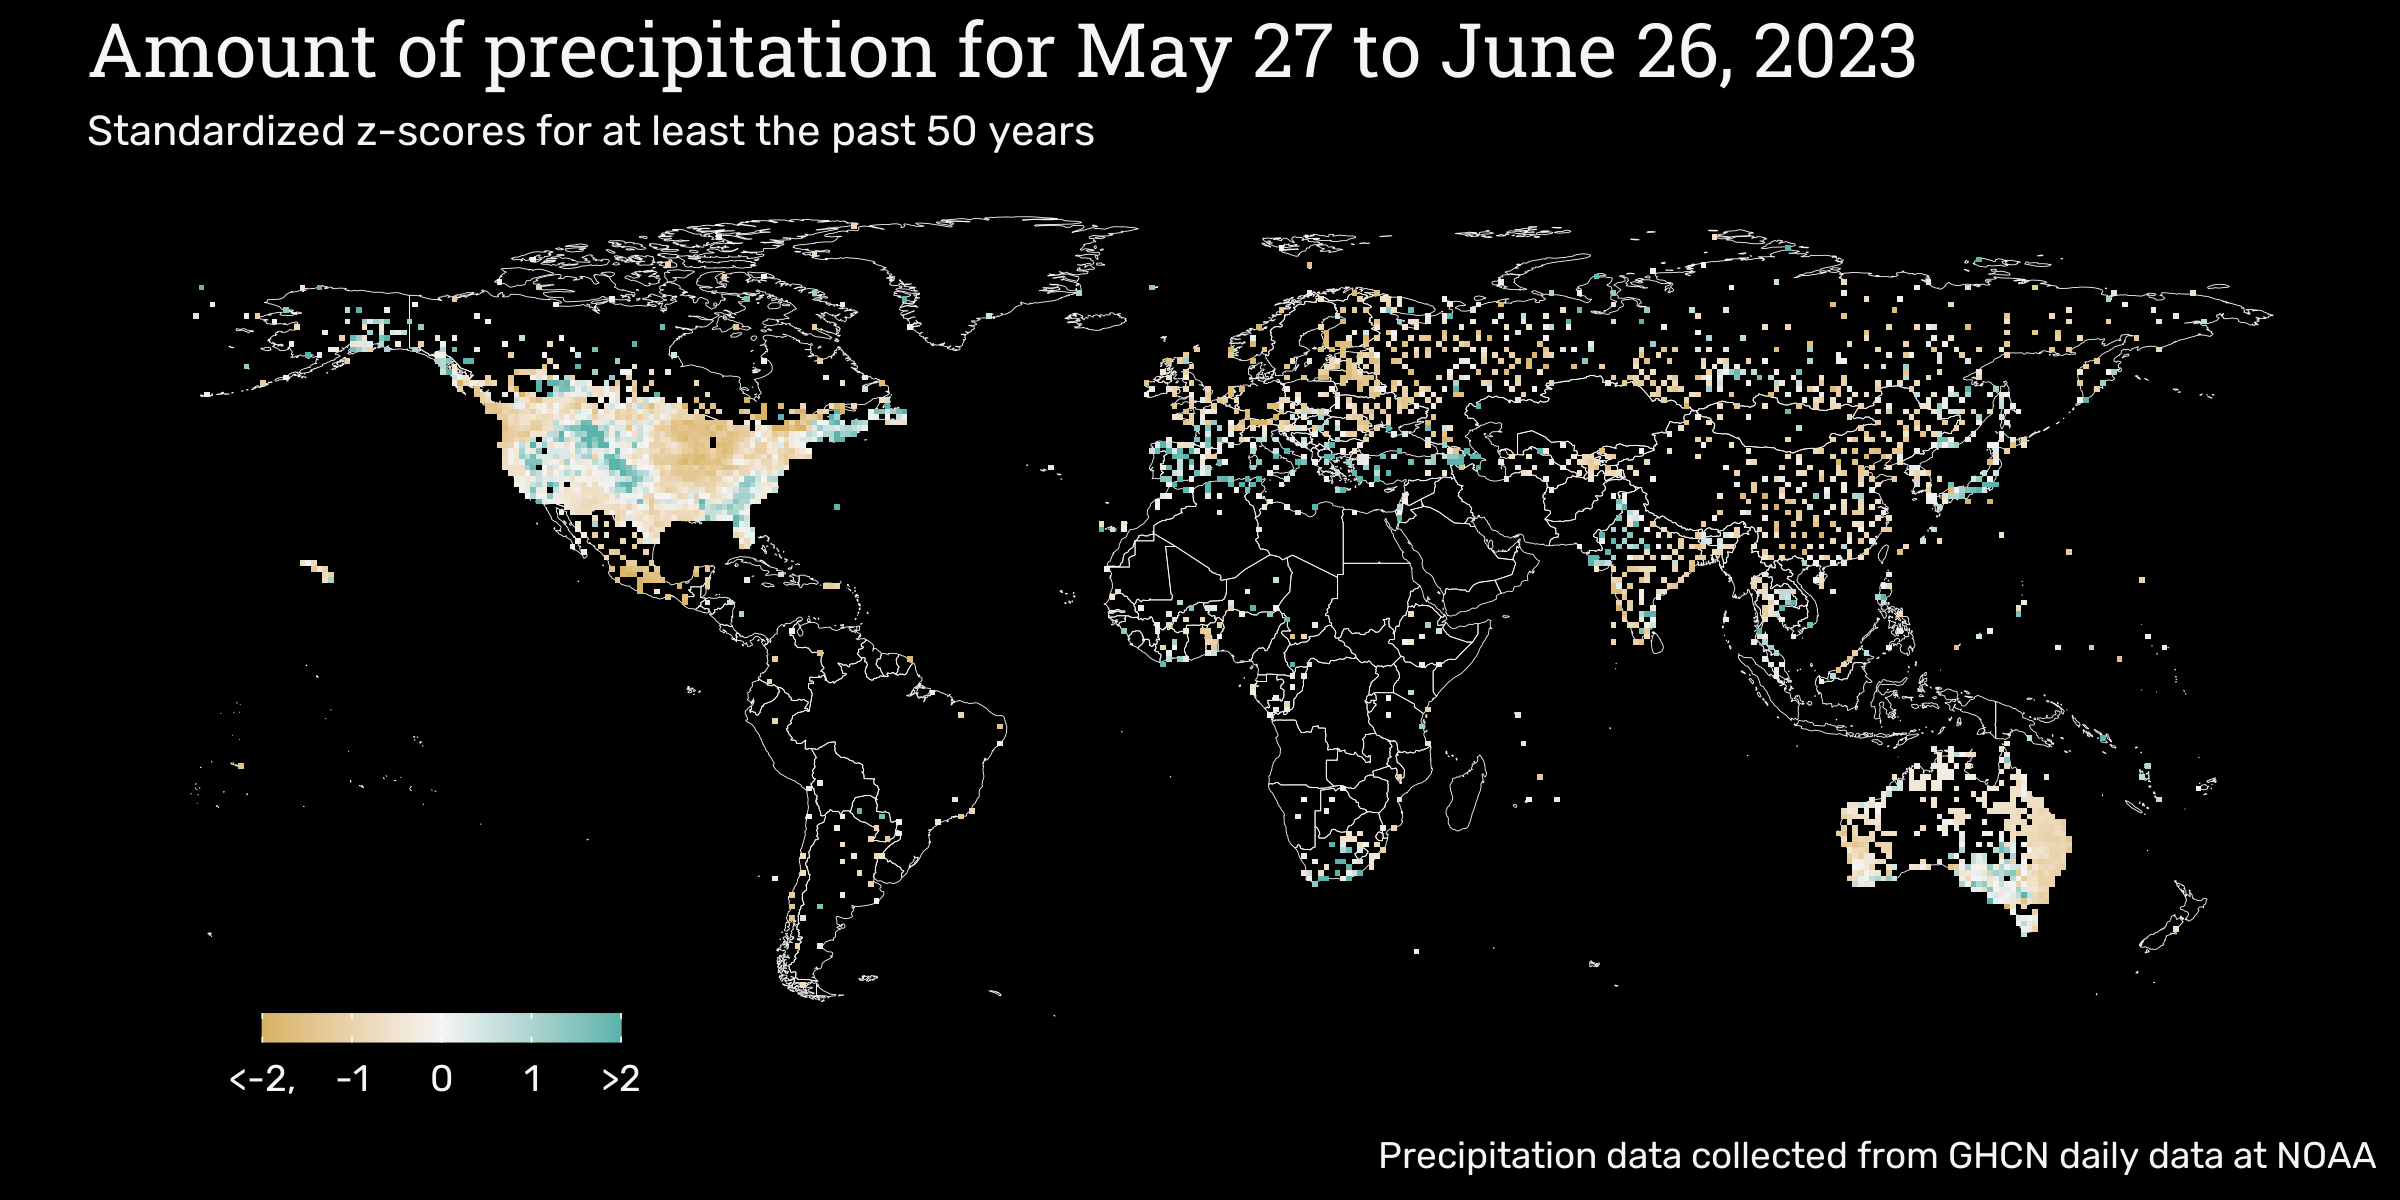 Amount of precipitation for May 27 to June 26, 2023
Standardized z-scores for at least the past 50 years
<-2, -1 0 1 >2
Precipitation data collected from GHCN daily data at NOAA